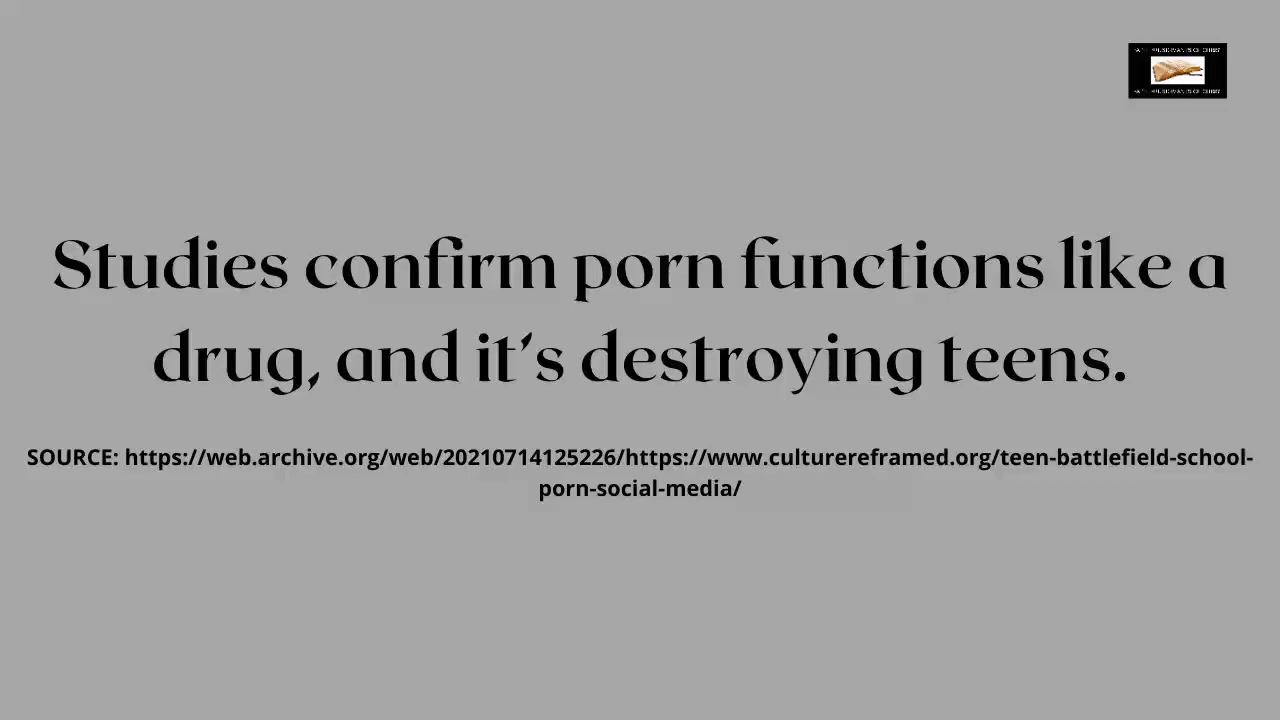 Studies confirm porn functions like a
drug, and it's destroying teens.
SOURCE: https://web.archive.org/web/20210714125226/https://www.culturereframed.org/teen-battlefield-school-
porn-social-media/